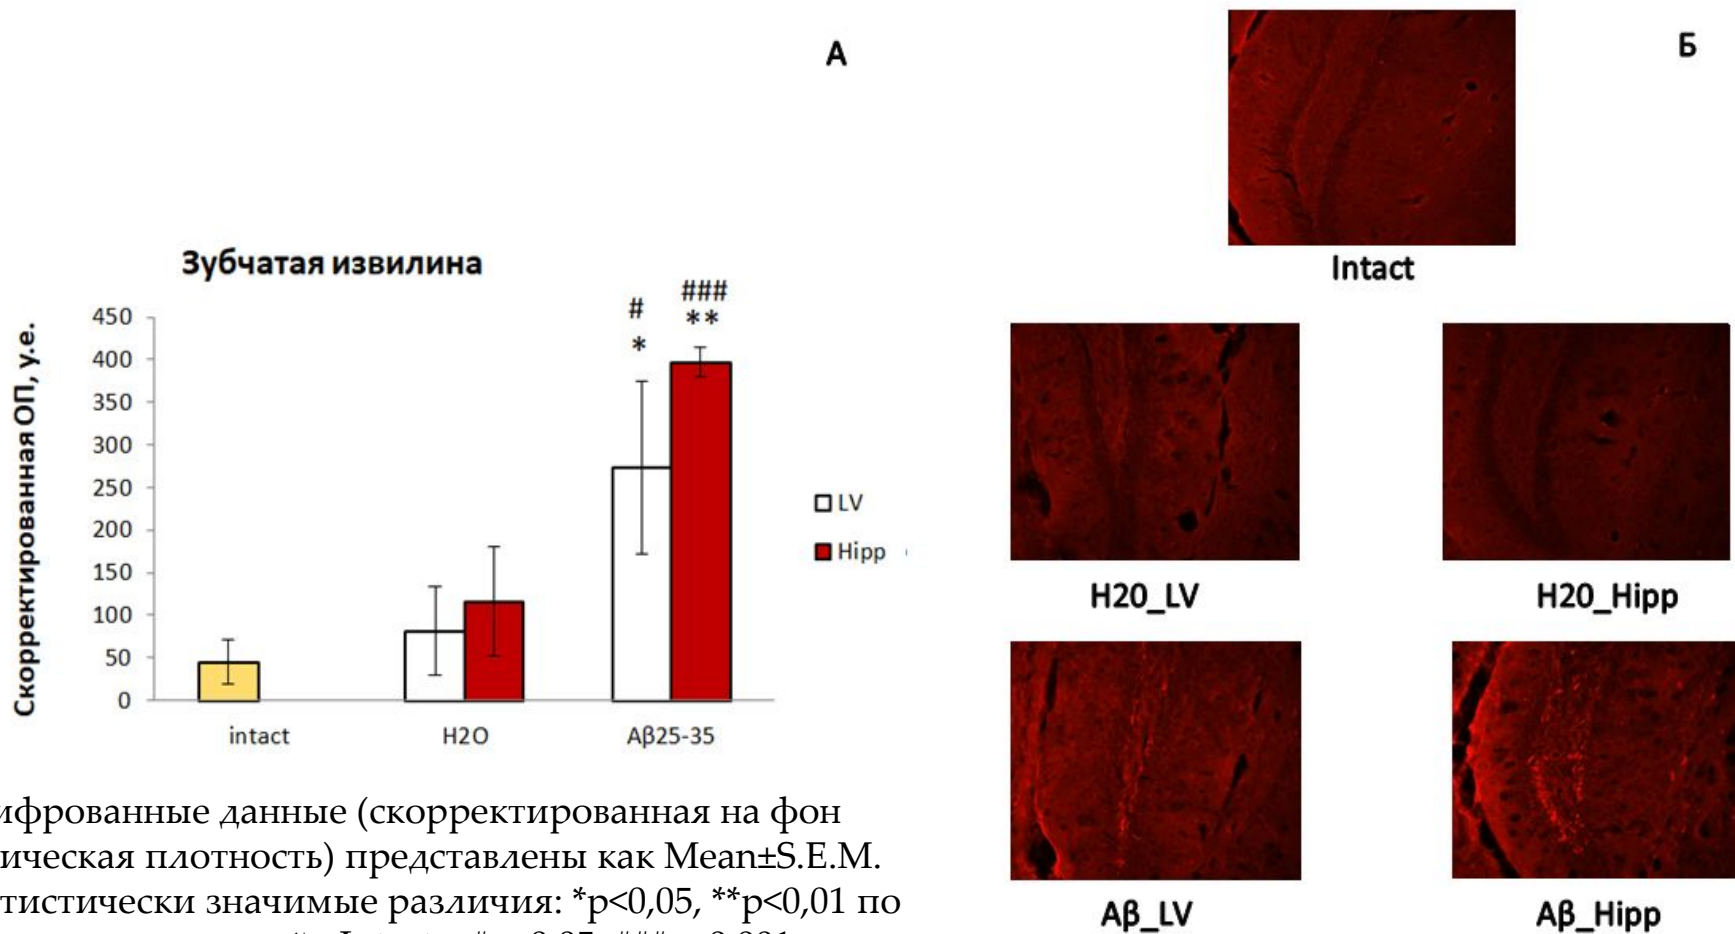 А
Б
Зубчатая извилина
Скорректированная ОП, у.е.
450
400
350
300
250
200
150
100
50
0
#
*
###
**
intact
H2O
Aβ25-35
LV
Hipp
Intact
H20_LV
H20_Hipp
Aβ_LV
Aβ_Hipp
ифрованные данные (скорректированная на фон
ическая плотность) представлены как Mean±S.E.M.
тистически значимые различия: *p<0,05, **p<0,01 по